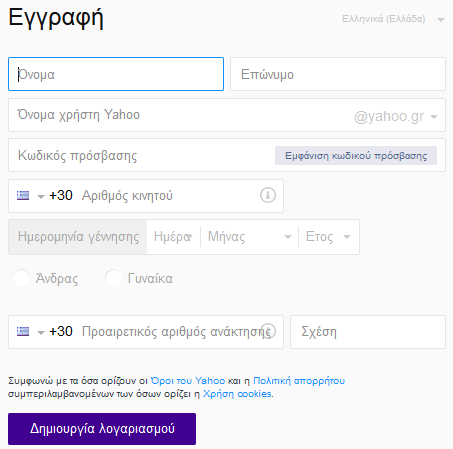 Εγγραφή
Ελληνικά (Ελλάδα)
Όνομα Επώνυμο
Όνομα χρήστη Yahoo @yahoo.gr
Κωδικός πρόσβασης Εμφάνιση κωδικού πρόσβασης
+30 Αριθμός κινητού
Ημερομηνία γέννησης Ημέρα Μήνας Ετος
Άνδρας Γυναίκα
+30 Προαιρετικός αριθμός ανάκτησης Σχέση
Συμφωνώ με τα όσα ορίζουν οι Όροι του Yahoo και η Πολιτική απορρήτου
συμπεριλαμβανομένων των όσων ορίζει η Χρήση cookies.
Δημιουργία λογαριασμού